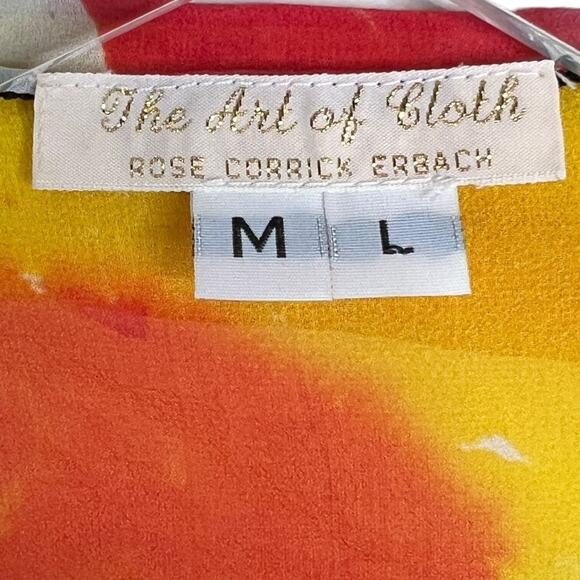 The Art of Cloth
ROSE CORRICK ERBACH
M L